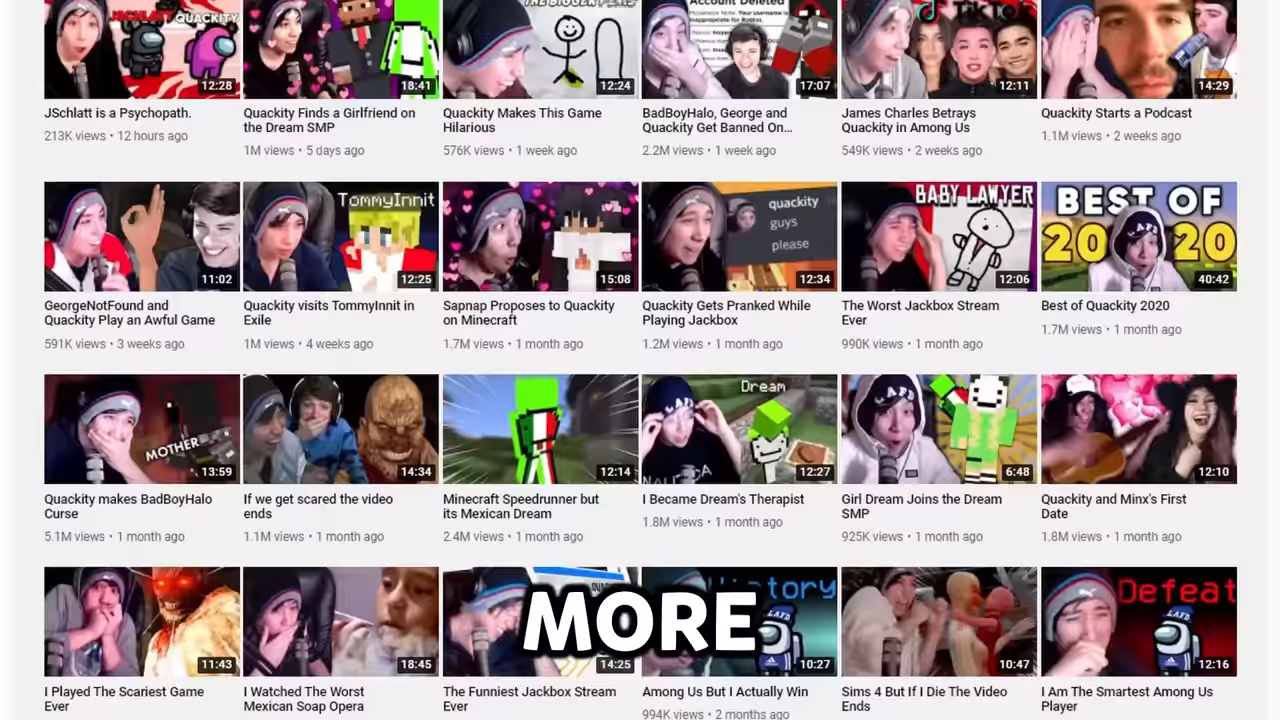 JSCHLATT QUACKITY
12:28
18:41
THE BIGGER PENIS
12:24
Account Deleted
17:07
TikTok
12:11
14:29
JSchlatt is a Psychopath.
213K views • 12 hours ago
Quackity Finds a Girlfriend on
the Dream SMP
1M views • 5 days ago
Quackity Makes This Game
Hilarious
576K views • 1 week ago
BadBoyHalo, George and
Quackity Get Banned On...
2.2M views • 1 week ago
James Charles Betrays
Quackity in Among Us
549K views • 2 weeks ago
Quackity Starts a Podcast
1.1M views • 2 weeks ago
11:02
TommyInnit
12:25
15:08
quackity
guys
please
12:34
BABY LAWYER
12:06
BEST OF
2020
LAFD
40:42
GeorgeNotFound and
Quackity Play an Awful Game
591K views • 3 weeks ago
Quackity visits TommyInnit in
Exile
1M views • 4 weeks ago
Sapnap Proposes to Quackity
on Minecraft
1.7M views • 1 month ago
Quackity Gets Pranked While
Playing Jackbox
1.2M views • 1 month ago
The Worst Jackbox Stream
Ever
990K views • 1 month ago
Best of Quackity 2020
1.7M views • 1 month ago
MOTHER
13:59
14:34
12:14
Dream
12:27
LAFD
6:48
12:10
Quackity makes BadBoyHalo
Curse
5.1M views • 1 month ago
If we get scared the video
ends
1.1M views • 1 month ago
Minecraft Speedrunner but
its Mexican Dream
2.4M views • 1 month ago
I Became Dream's Therapist
1.8M views • 1 month ago
Girl Dream Joins the Dream
SMP
925K views • 1 month ago
Quackity and Minx's First
Date
1.8M views • 1 month ago
11:43
18:45
14:25
MORE
Victory
LAFD
10:27
10:47
Defeat
LAFD
12:16
I Played The Scariest Game
Ever
I Watched The Worst
Mexican Soap Opera
The Funniest Jackbox Stream
Ever
Among Us But I Actually Win
994K views • 2 months ago
Sims 4 But If I Die The Video
Ends
I Am The Smartest Among Us
Player